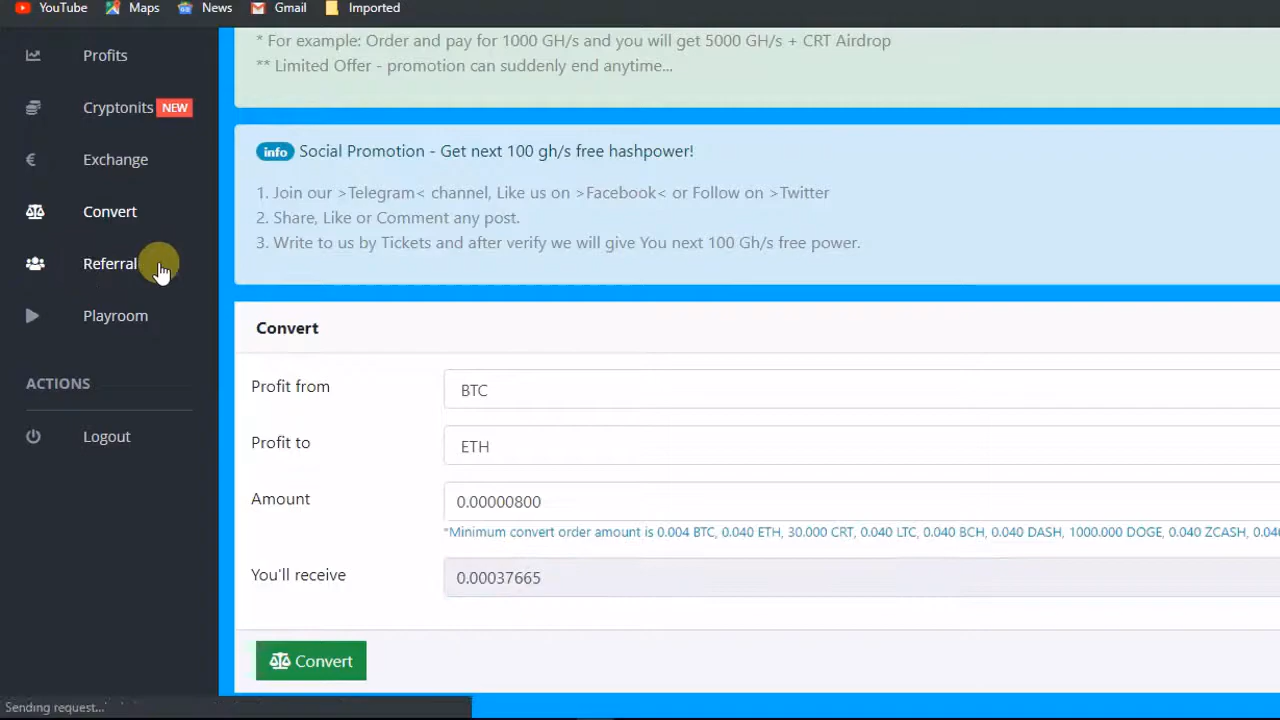 YouTube Maps News Gmail Imported
Profits
Cryptonits NEW
Exchange
Convert
Referral
Playroom
ACTIONS
Logout
* For example: Order and pay for 1000 GH/s and you will get 5000 GH/s + CRT Airdrop
** Limited Offer - promotion can suddenly end anytime...
info Social Promotion - Get next 100 gh/s free hashpower!
1. Join our >Telegram< channel, Like us on >Facebook< or Follow on >Twitter
2. Share, Like or Comment any post.
3. Write to us by Tickets and after verify we will give You next 100 Gh/s free power.
Convert
Profit from BTC
Profit to ETH
Amount 0.00000800
*Minimum convert order amount is 0.004 BTC, 0.040 ETH, 30.000 CRT, 0.040 LTC, 0.040 BCH, 0.040 DASH, 1000.000 DOGE, 0.040 ZCASH,
You'll receive 0.00037665
Convert
Sending request...